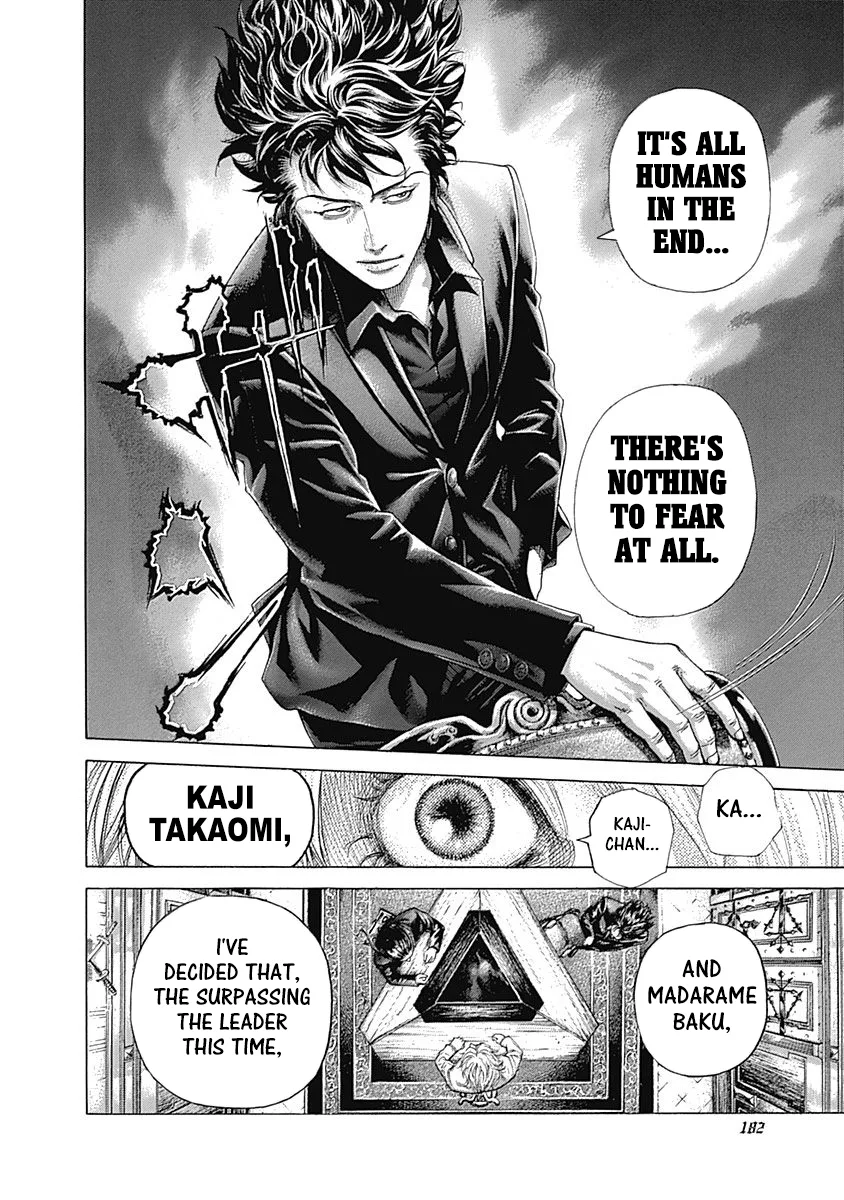 IT'S ALL
HUMANS
IN THE
END...
THERE'S
NOTHING
TO FEAR
AT ALL.
KA...
KAJI-
CHAN...
KAJI
TAKAOMI,
AND
MADARAME
BAKU,
I'VE
DECIDED THAT,
THE SURPASSING
THE LEADER
THIS TIME,
182